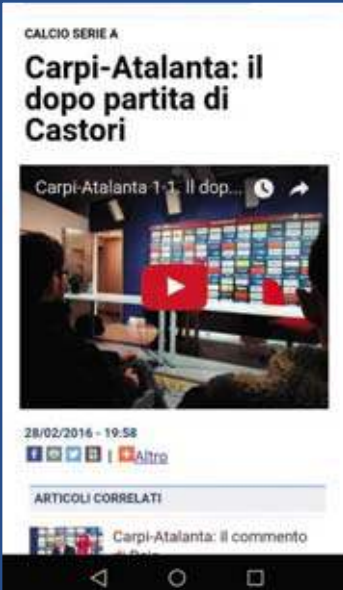 CALCIO SERIE A
Carpi-Atalanta: il
dopo partita di
Castori
Carpi-Atalanta 1-1. Il dop...
28/02/2016 - 19:58
| Altro
ARTICOLI CORRELATI
Carpi-Atalanta: il commento
di